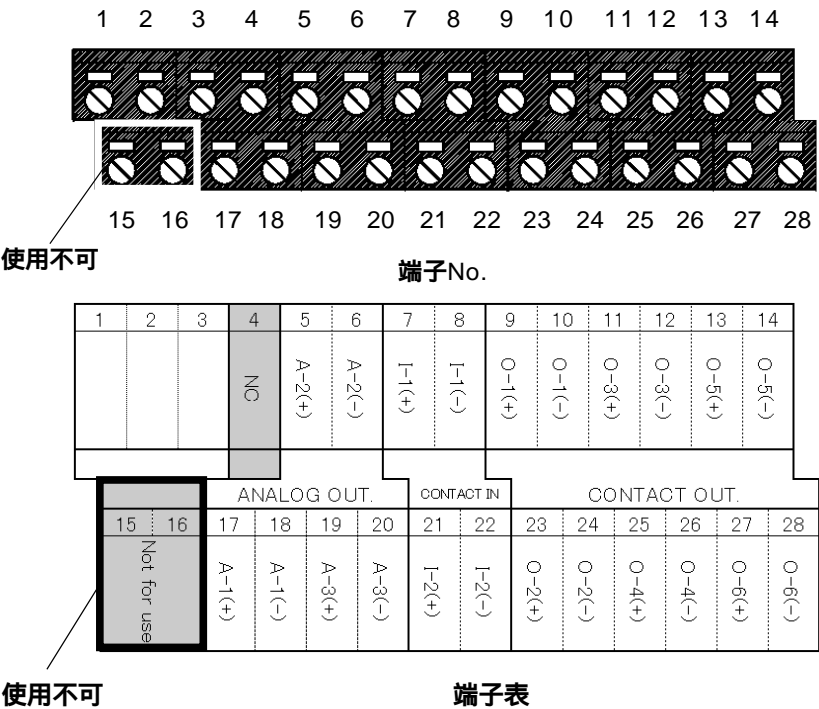 1 2 3 4 5 6 7 8 9 10 11 12 13 14
15 16 17 18 19 20 21 22 23 24 25 26 27 28
使用不可
端子No.
1 2 3 4 5 6 7 8 9 10 11 12 13 14
NC A-2(+) A-2(-) I-1(+) I-1(-) O-1(+) O-1(-) O-3(+) O-3(-) O-5(+) O-5(-)
ANALOG OUT. CONTACT IN CONTACT OUT.
15 16 17 18 19 20 21 22 23 24 25 26 27 28
Not for use A-1(+) A-1(-) A-3(+) A-3(-) I-2(+) I-2(-) O-2(+) O-2(-) O-4(+) O-4(-) O-6(+) O-6(-)
使用不可
端子表